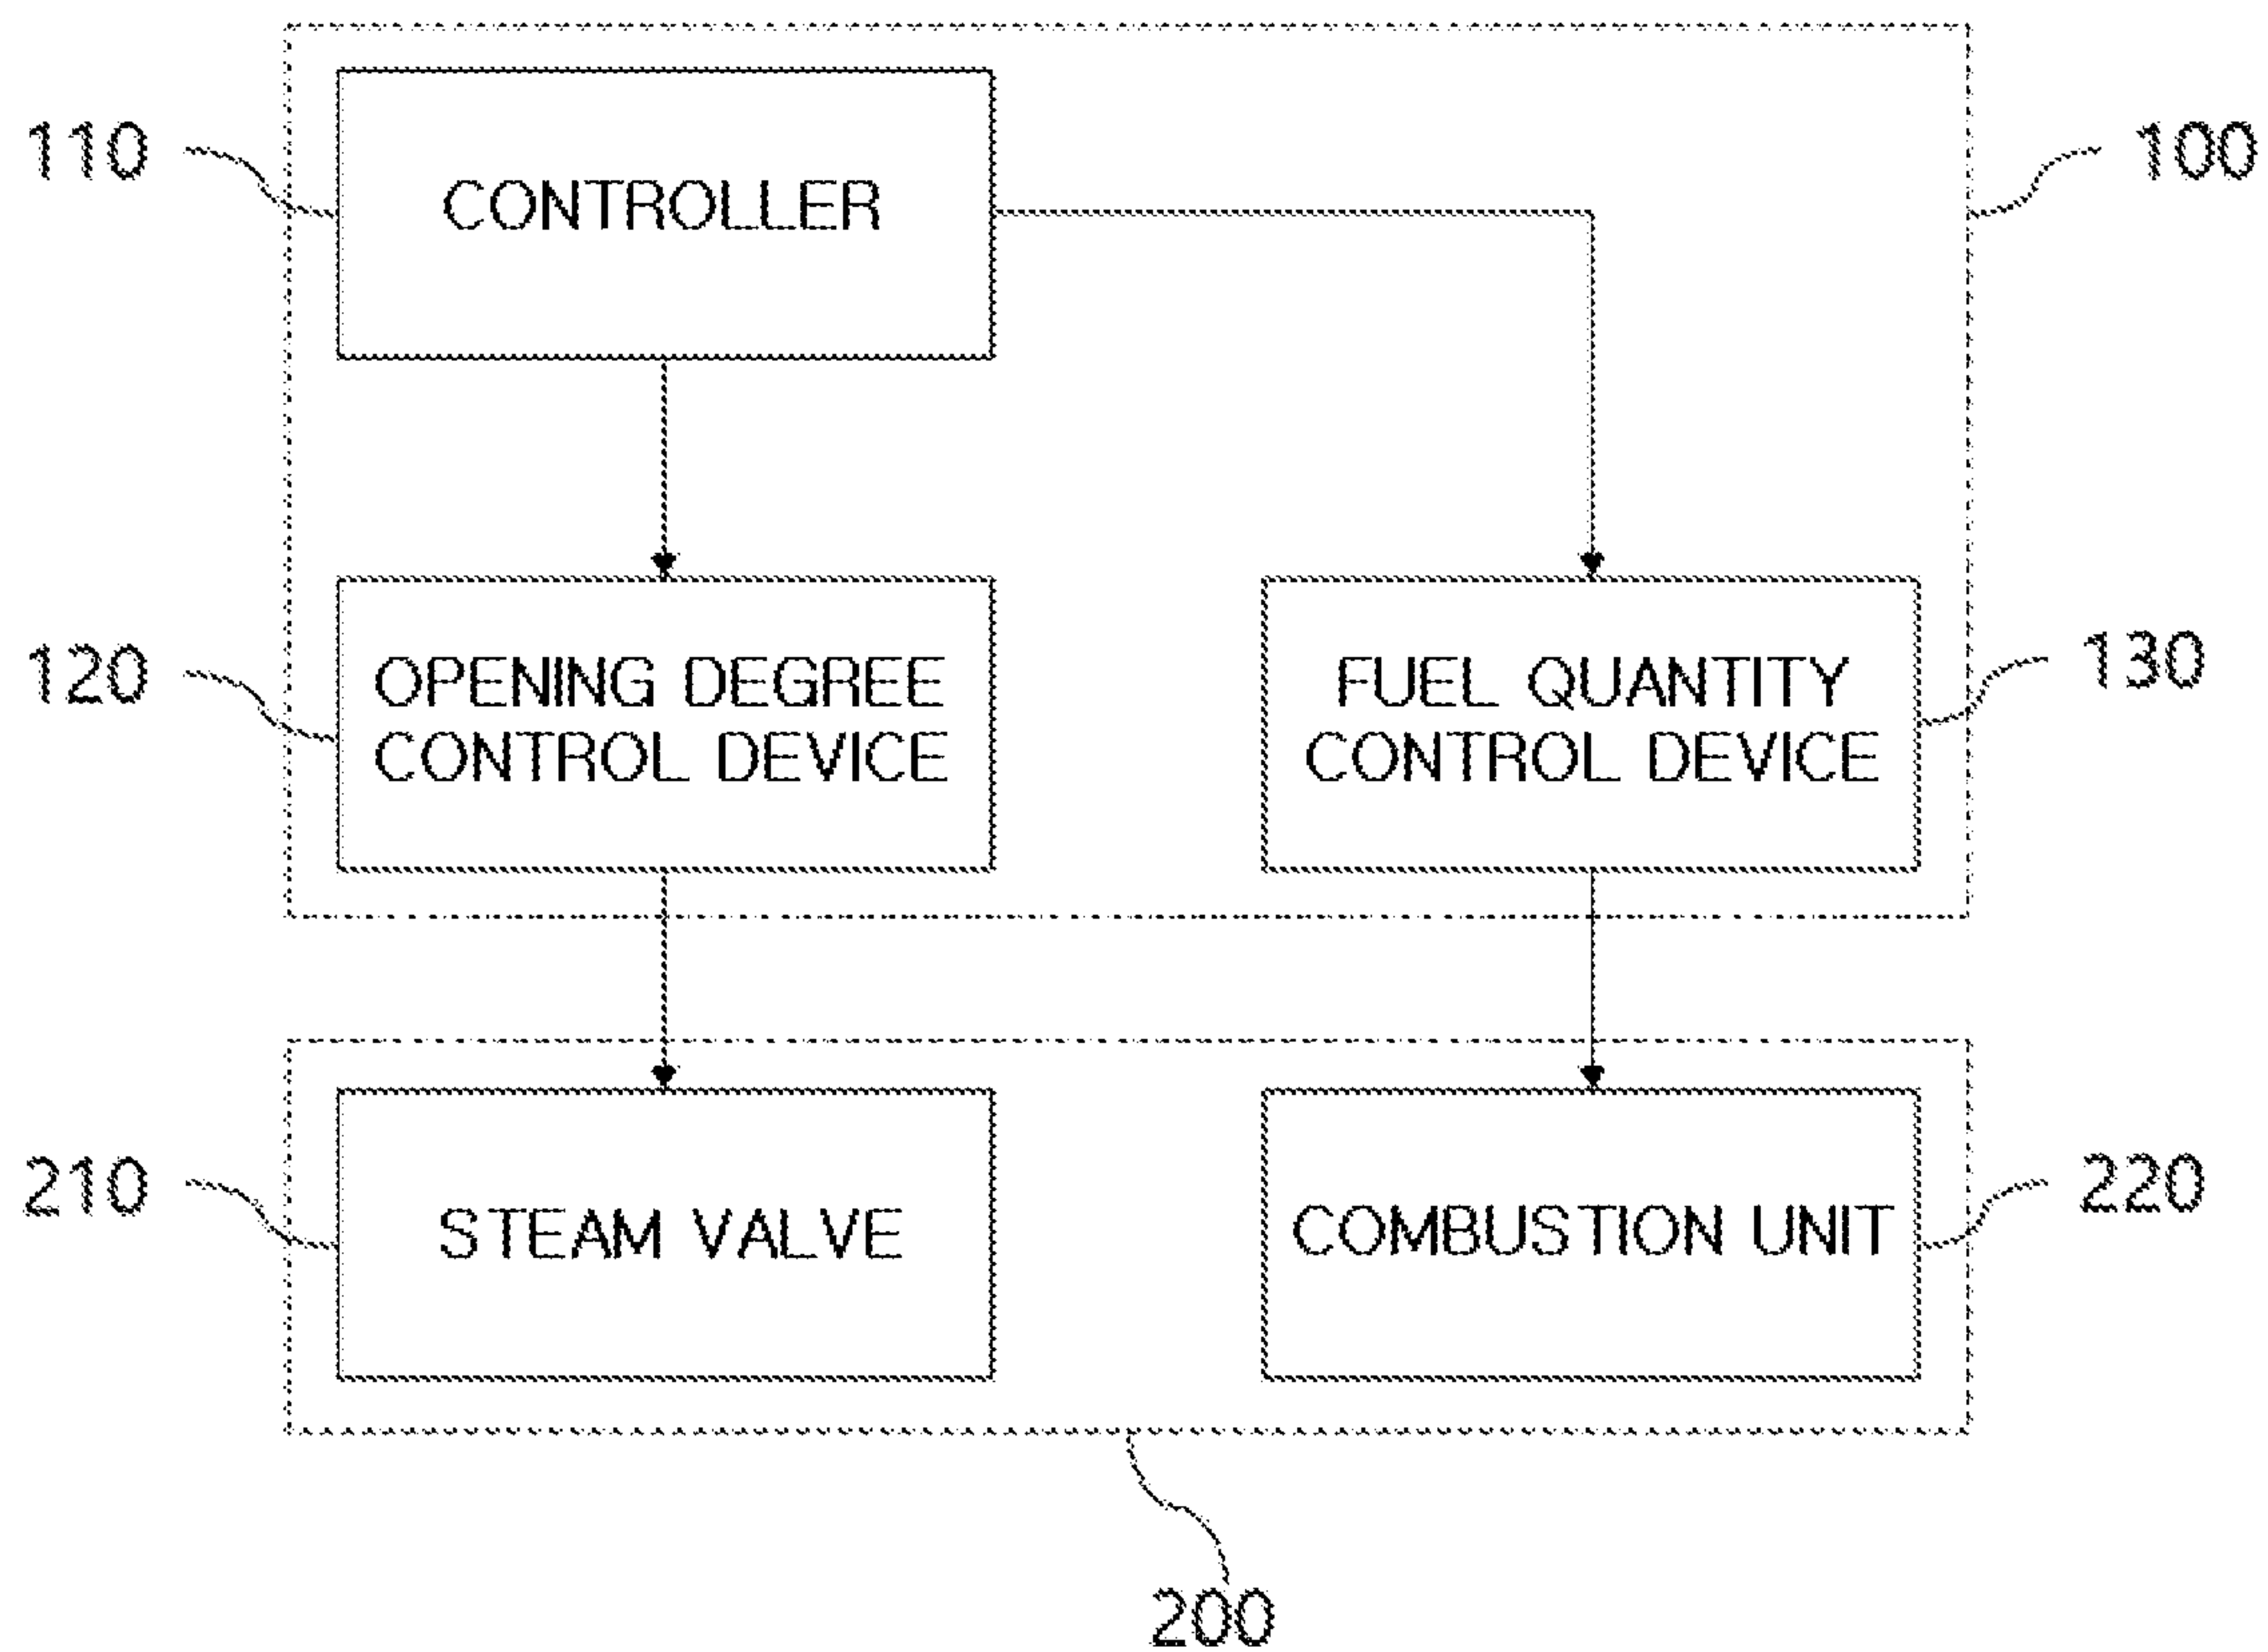 110
CONTROLLER
100
120
OPENING DEGREE
CONTROL DEVICE
FUEL QUANTITY
CONTROL DEVICE
130
210
STEAM VALVE
COMBUSTION UNIT
220
200